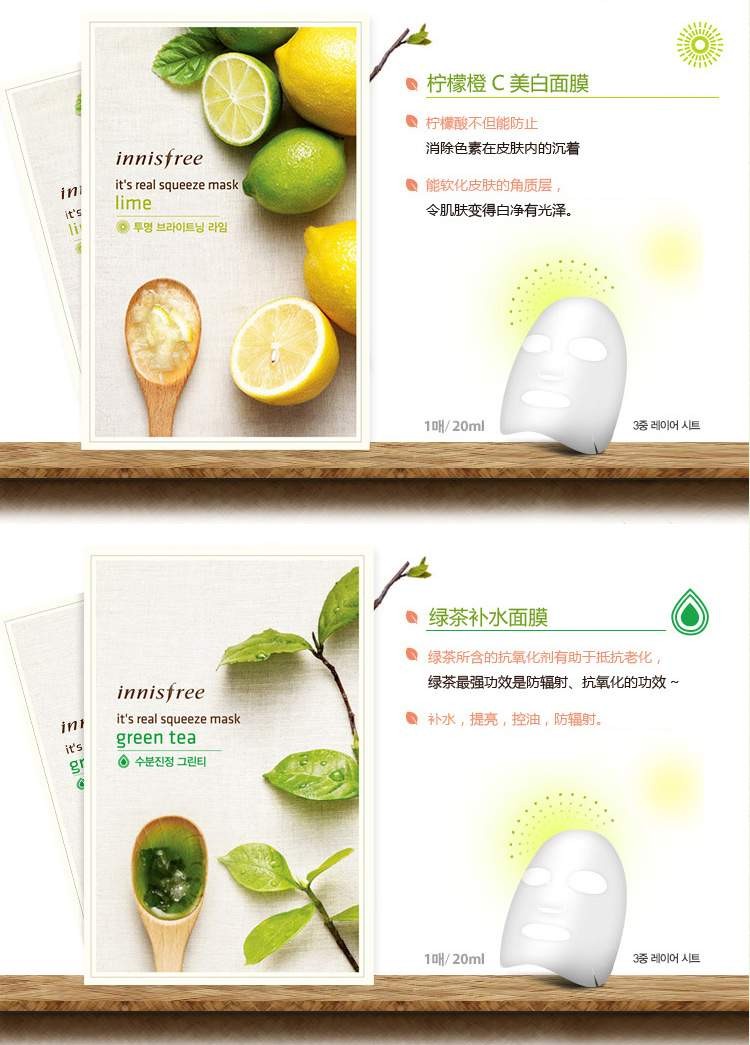 innisfree
it's real squeeze mask
lime
투명 브라이트닝 라임
柠檬橙 C 美白面膜
柠檬酸不但能防止
消除色素在皮肤内的沉着
能软化皮肤的角质层，
令肌肤变得白净有光泽。
1매/ 20ml
3중 레이어 시트
innisfree
it's real squeeze mask
green tea
수분진정 그린티
绿茶补水面膜
绿茶所含的抗氧化剂有助于抵抗老化，
绿茶最强功效是防辐射、抗氧化的功效 ~
补水，提亮，控油，防辐射。
1매/ 20ml
3중 레이어 시트